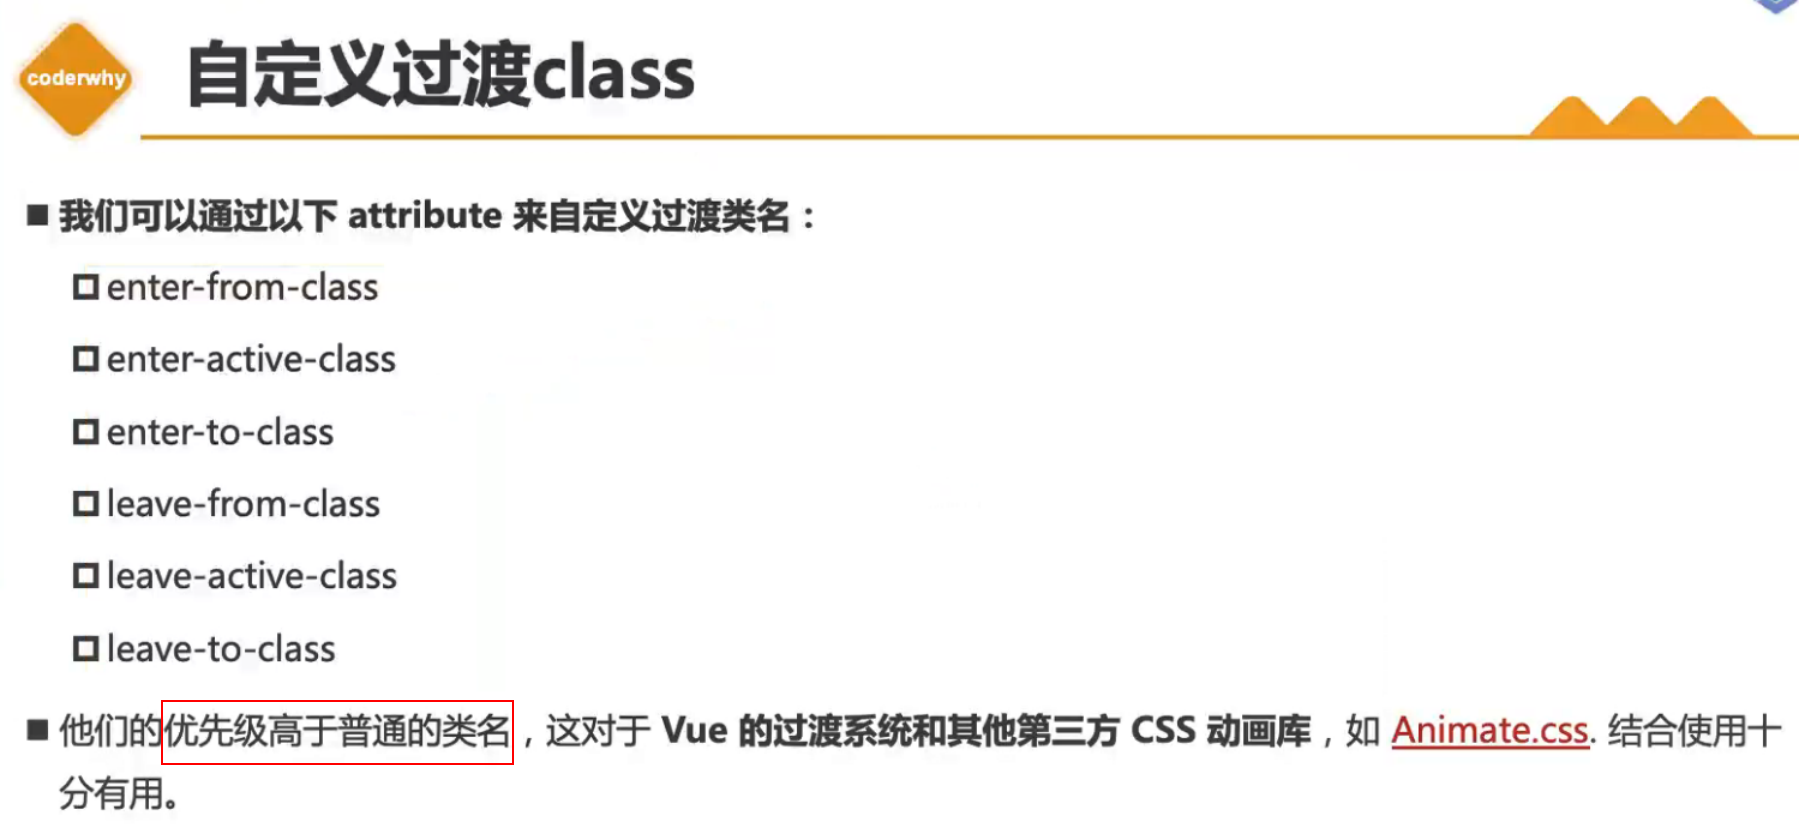 coderwhy
自定义过渡class
我们可以通过以下 attribute 来自定义过渡类名：
enter-from-class
enter-active-class
enter-to-class
leave-from-class
leave-active-class
leave-to-class
他们的优先级高于普通的类名，这对于 Vue 的过渡系统和其他第三方 CSS 动画库，如 Animate.css. 结合使用十
分有用。